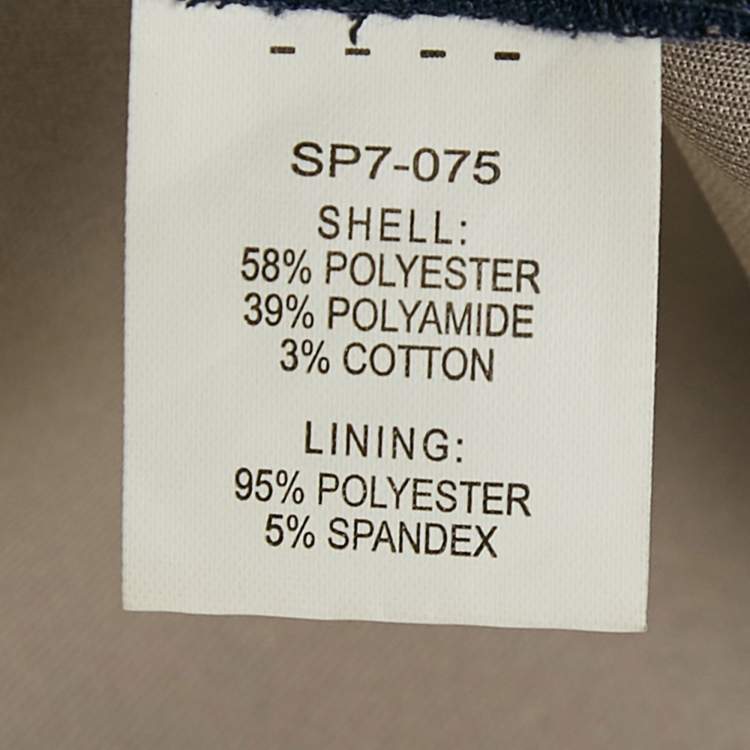 - - - -
SP7-075
SHELL:
58% POLYESTER
39% POLYAMIDE
3% COTTON
LINING:
95% POLYESTER
5% SPANDEX